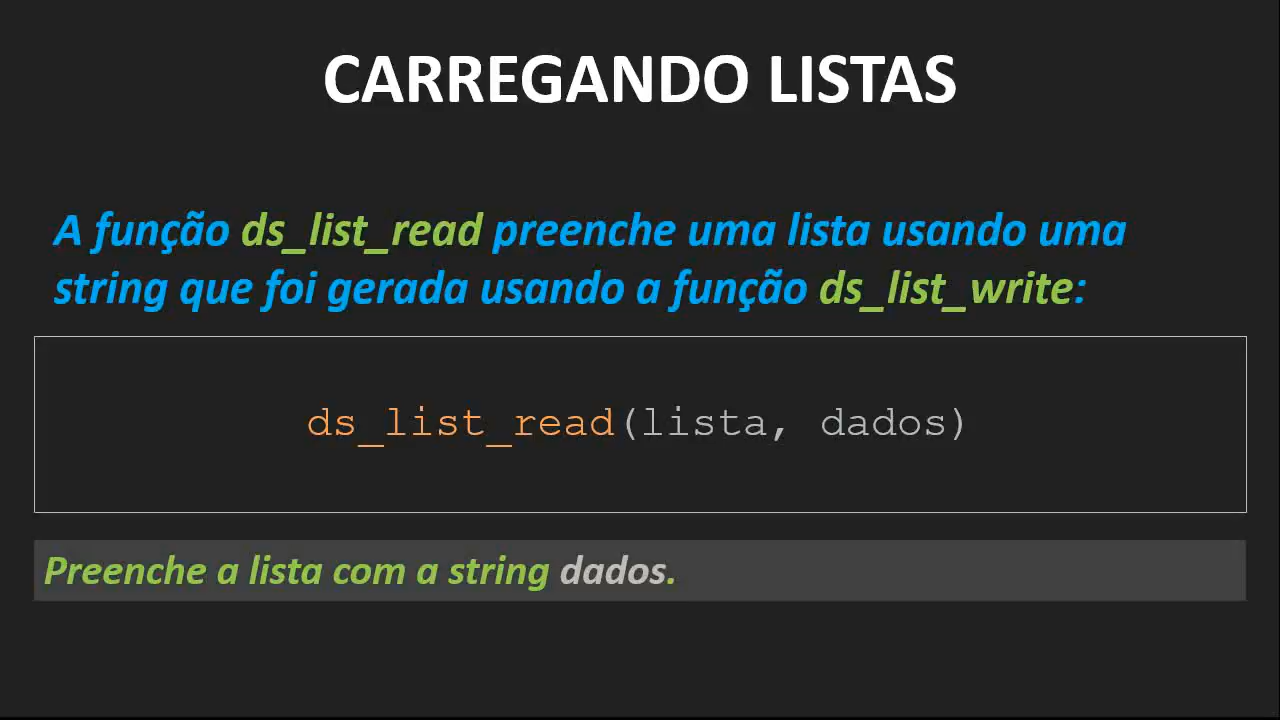 CARREGANDO LISTAS
A função ds_list_read preenche uma lista usando uma
string que foi gerada usando a função ds_list_write:
ds_list_read(lista, dados)
Preenche a lista com a string dados.